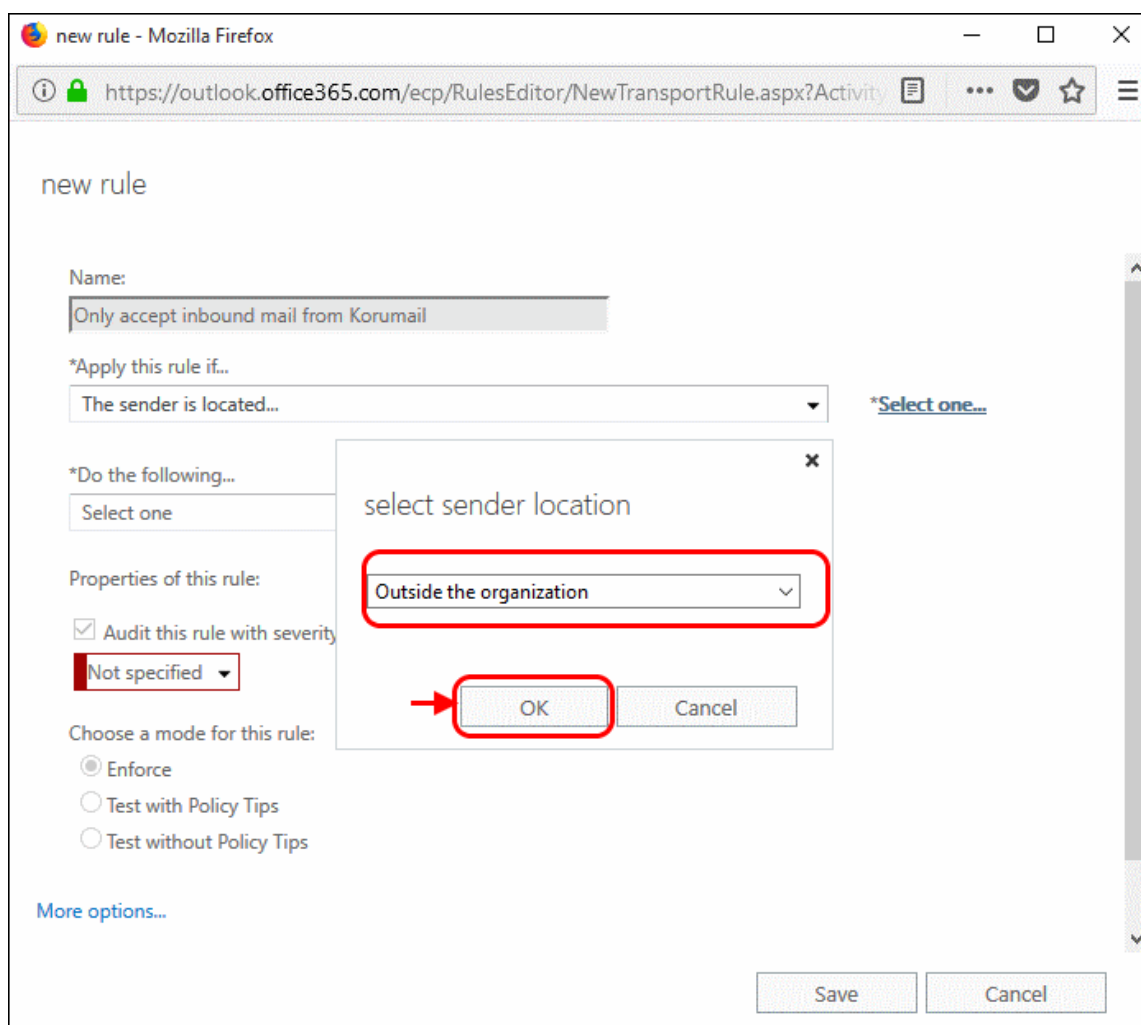 new rule - Mozilla Firefox
https://outlook.office365.com/ecp/RulesEditor/NewTransportRule.aspx?Activity
new rule
Name:
Only accept inbound mail from Korumail
*Apply this rule if...
The sender is located...
*Select one...
*Do the following...
Select one
select sender location
Outside the organization
OK
Cancel
Properties of this rule:
Audit this rule with severity
Not specified
Choose a mode for this rule:
Enforce
Test with Policy Tips
Test without Policy Tips
More options...
Save
Cancel